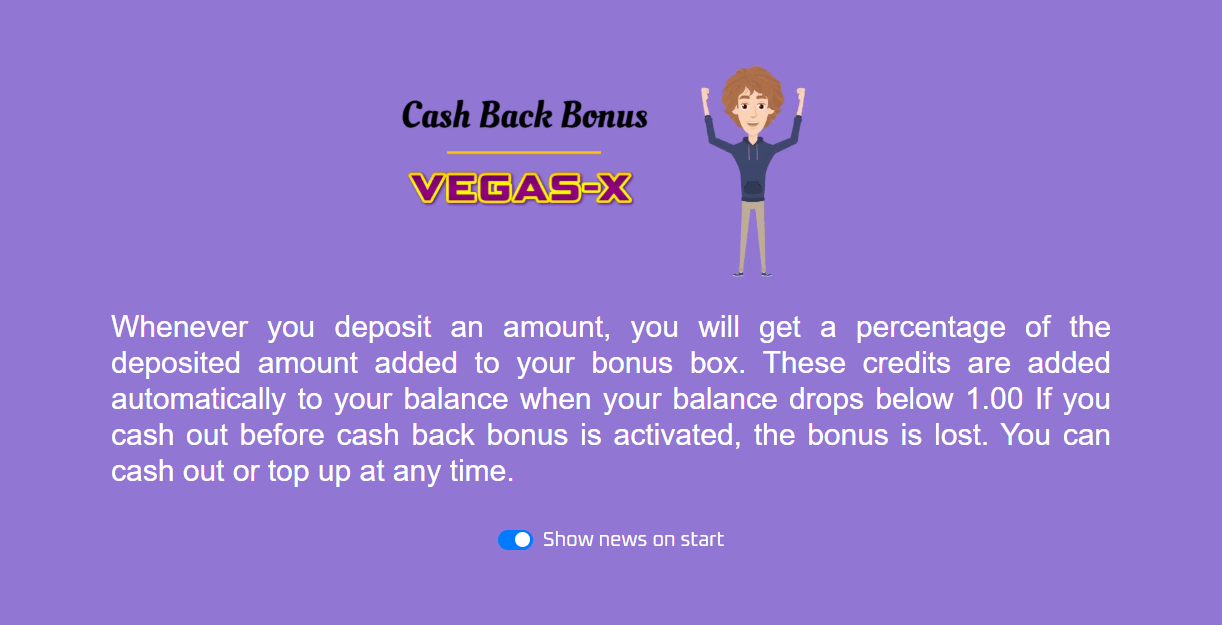 Cash Back Bonus
VEGAS-X
Whenever you deposit an amount, you will get a percentage of the
deposited amount added to your bonus box. These credits are added
automatically to your balance when your balance drops below 1.00 If you
cash out before cash back bonus is activated, the bonus is lost. You can
cash out or top up at any time.
Show news on start